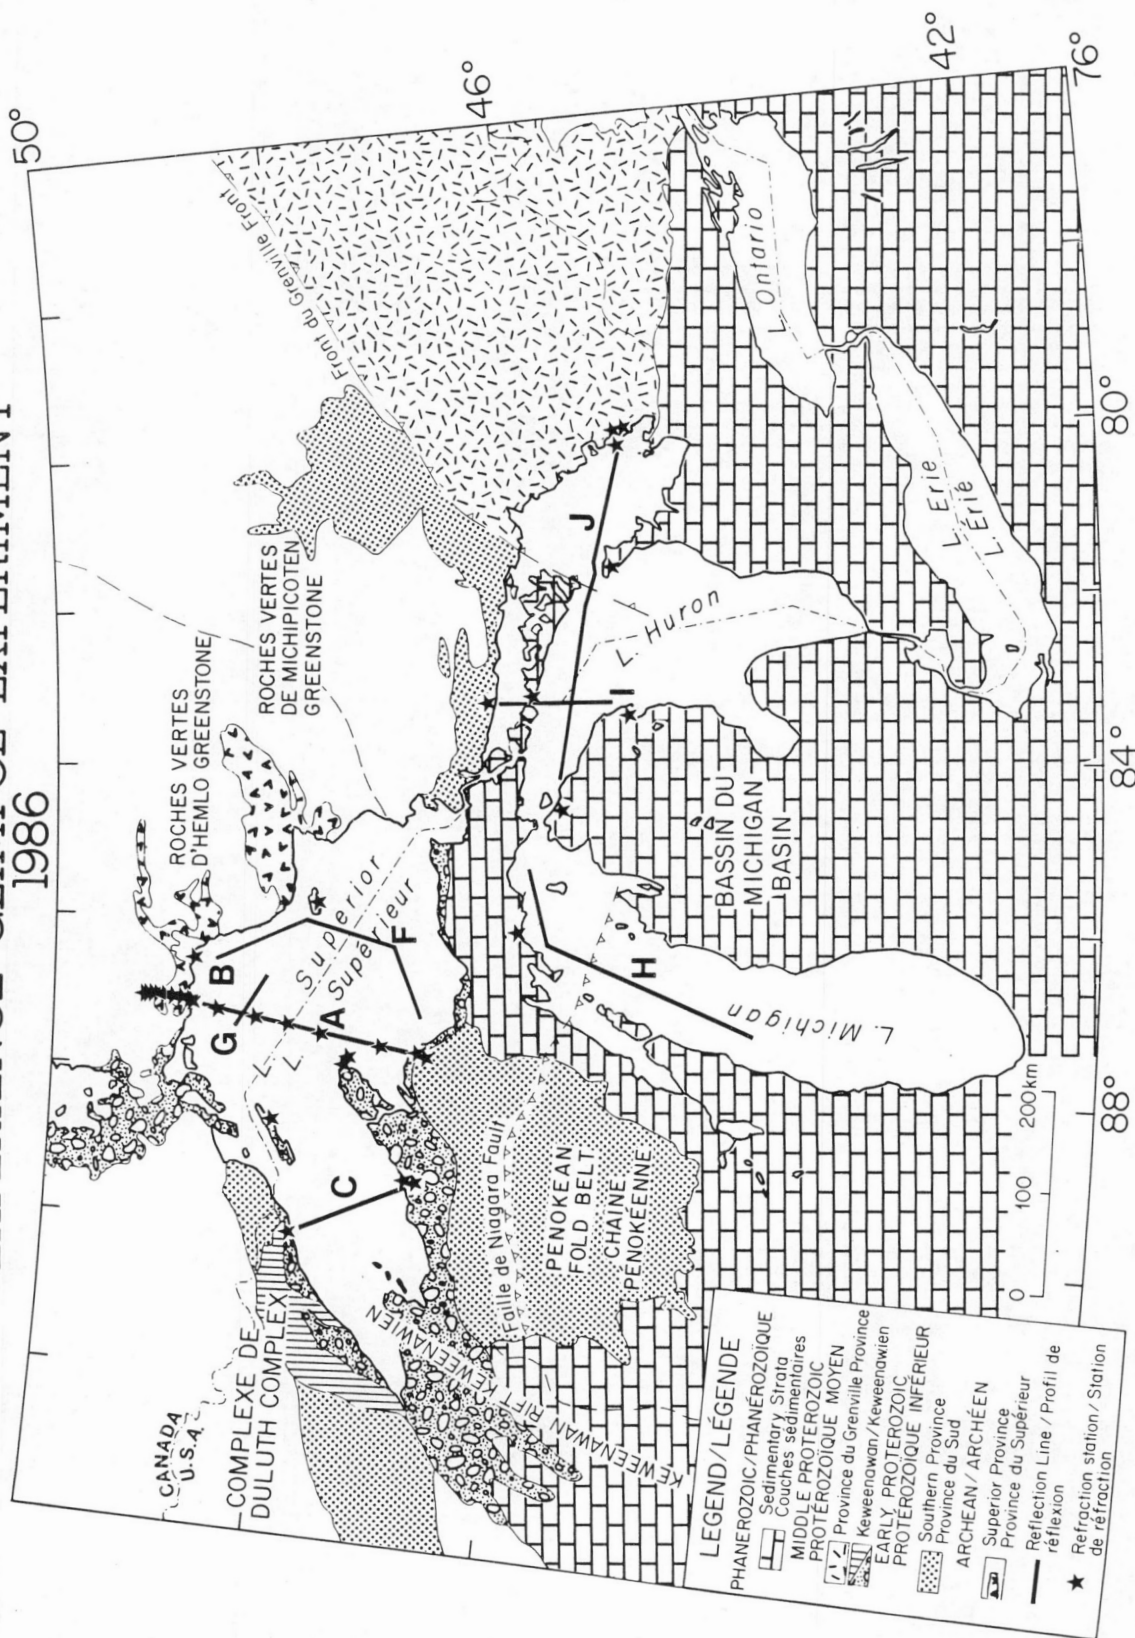 1986
50°
46°
42°
76°
80°
84°
88°
Front du Grenville Front
ROCHES VERTES
D'HEMLO GREENSTONE
ROCHES VERTES
DE MICHIPICOTEN
GREENSTONE
CANADA
U.S.A.
COMPLEXE DE
DULUTH COMPLEX
L. Superior
L. Supérieur
A
B
C
F
G
H
I
J
KEWEENAWAN RIFT KEWEENAWIEN
Faille de Niagara Fault
PENOKEAN
FOLD BELT
CHAINE
PÉNOKÉENNE
L. Michigan
BASSIN DU
MICHIGAN
BASIN
L. Huron
L. Ontario
L. Erie
L. Érié
0 100 200km
LEGEND/LÉGENDE
PHANEROZOIC/PHANÉROZOÏQUE
Sedimentary Strata
Couches sédimentaires
MIDDLE PROTEROZOIC
PROTÉROZOÏQUE MOYEN
Province du Grenville Province
Keweenawan/Keweenawien
EARLY PROTEROZOIC
PROTÉROZOÏQUE INFÉRIEUR
Southern Province
Province du Sud
ARCHEAN/ARCHÉEN
Superior Province
Province du Supérieur
Reflection Line/Profil de
réflexion
Refraction station/Station
de réfraction